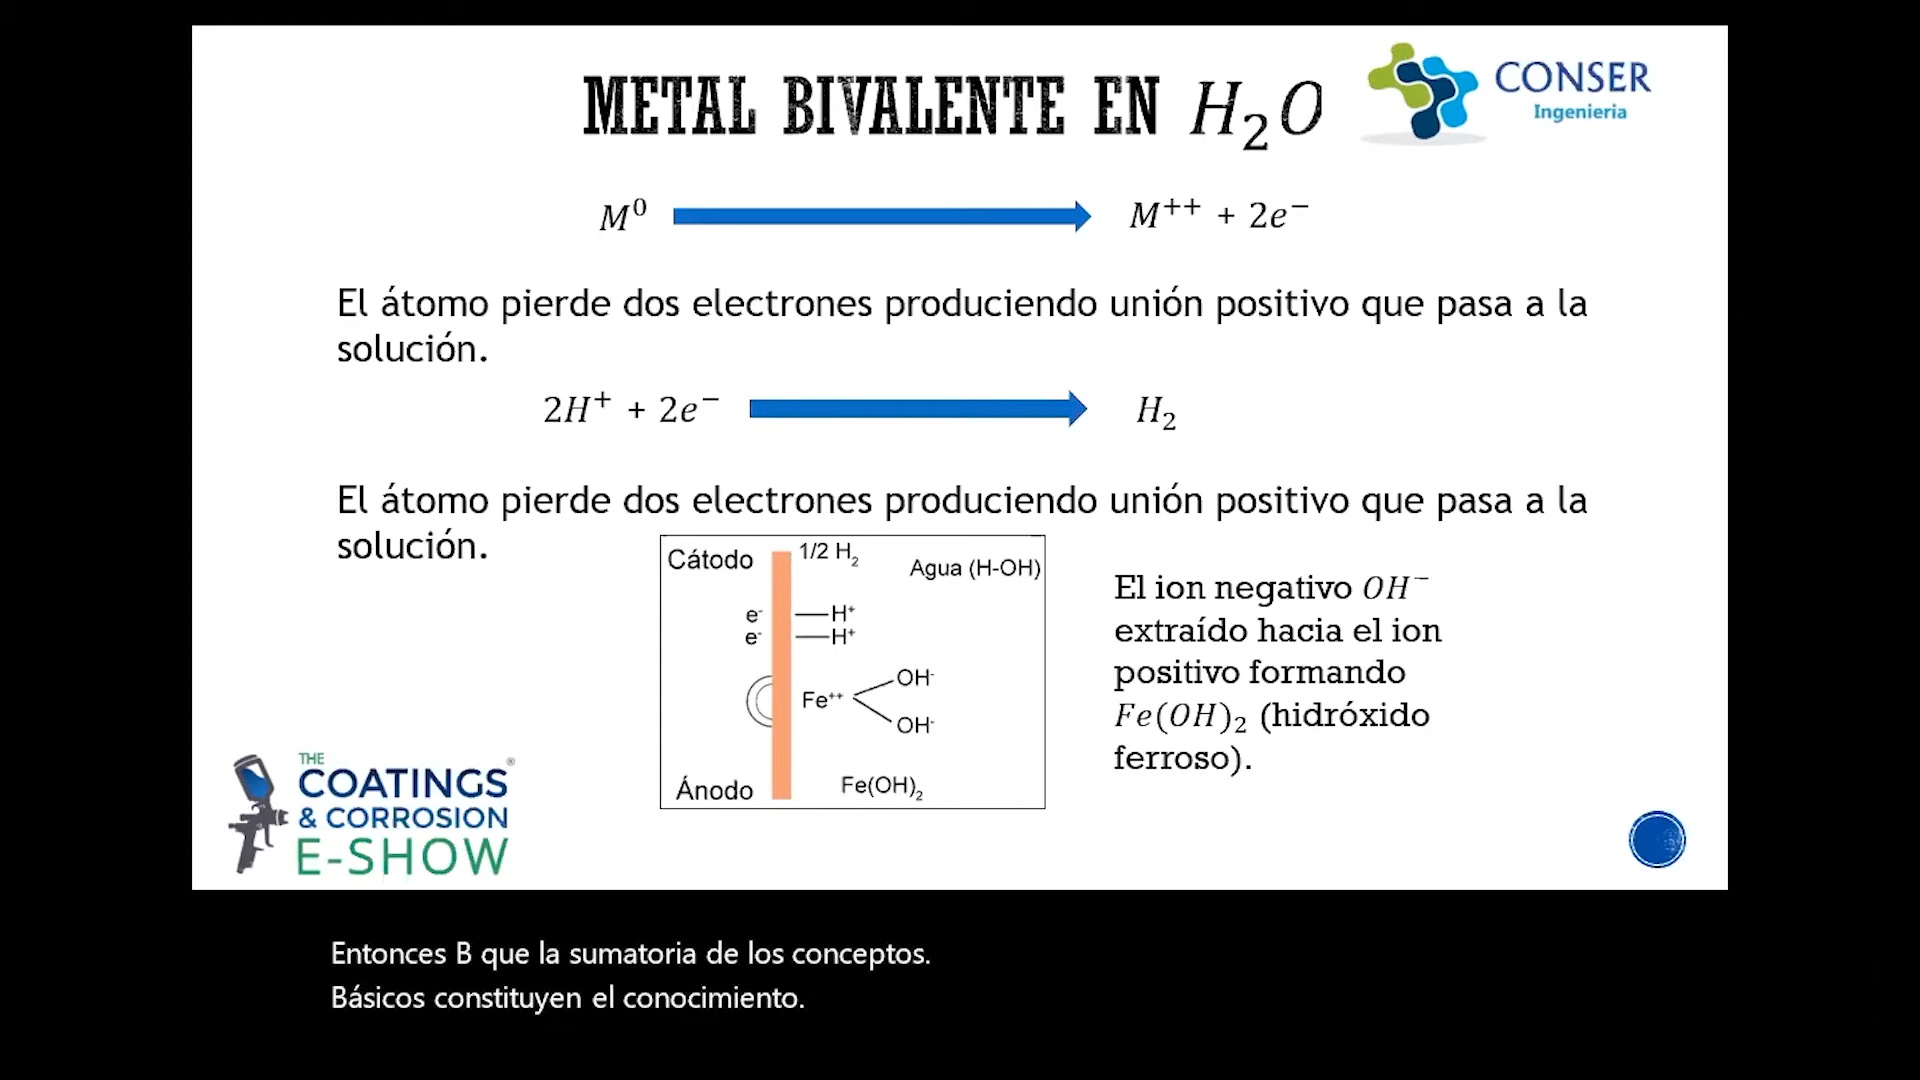 METAL BIVALENTE EN H₂O
CONSER
Ingenieria
M⁰ M⁺⁺ + 2e⁻
El átomo pierde dos electrones produciendo unión positivo que pasa a la
solución.
2H⁺ + 2e⁻ H₂
El átomo pierde dos electrones produciendo unión positivo que pasa a la
solución.
Cátodo
1/2 H₂
Agua (H-OH)
e⁻ H⁺
e⁻ H⁺
OH⁻
Fe⁺⁺
OH⁻
Ánodo
Fe(OH)₂
El ion negativo OH⁻
extraído hacia el ion
positivo formando
Fe(OH)₂ (hidróxido
ferroso).
THE
COATINGS®
& CORROSION
E-SHOW
Entonces B que la sumatoria de los conceptos.
Básicos constituyen el conocimiento.